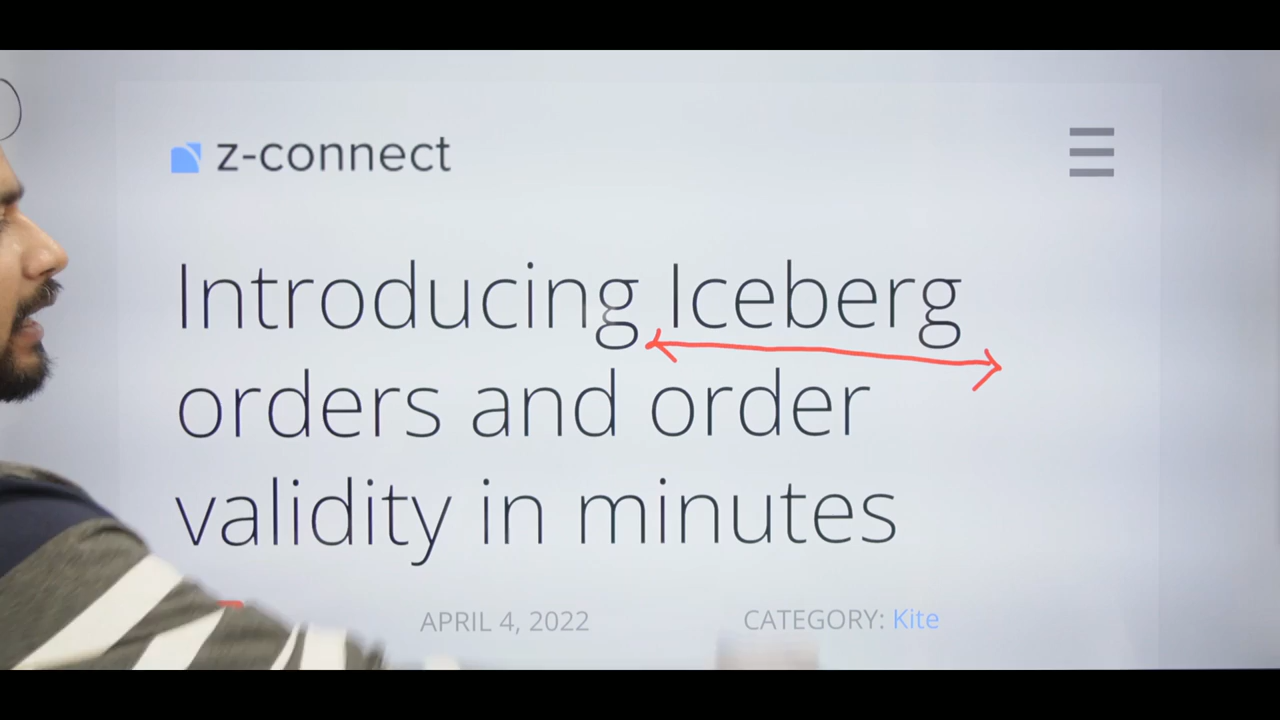 z-connect
Introducing Iceberg
orders and order
validity in minutes
APRIL 4, 2022
CATEGORY: Kite